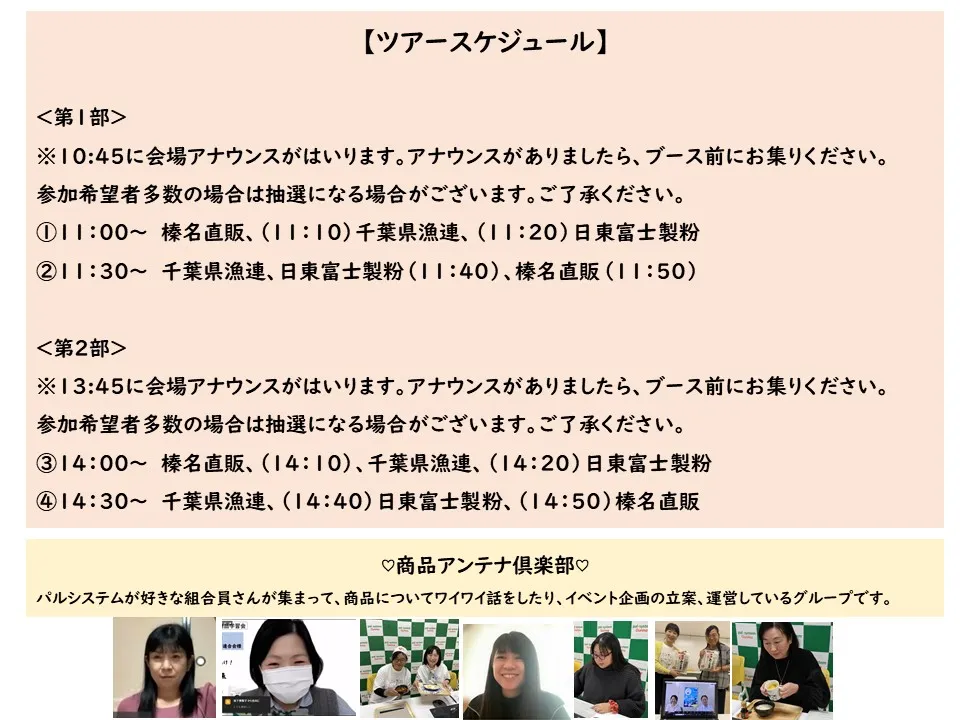 【ツアースケジュール】
＜第1部＞
※10:45に会場アナウンスがはいります。アナウンスがありましたら、ブース前にお集りください。
参加希望者多数の場合は抽選になる場合がございます。ご了承ください。
①11：00～　榛名直販、（11：10）千葉県漁連、（11：20）日東富士製粉
②11：30～　千葉県漁連、日東富士製粉（11：40）、榛名直販（11：50）
＜第2部＞
※13:45に会場アナウンスがはいります。アナウンスがありましたら、ブース前にお集りください。
参加希望者多数の場合は抽選になる場合がございます。ご了承ください。
③14：00～　榛名直販、（14：10）、千葉県漁連、（14：20）日東富士製粉
④14：30～　千葉県漁連、（14：40）日東富士製粉、（14：50）榛名直販
♡商品アンテナ倶楽部♡
パルシステムが好きな組合員さんが集まって、商品についてワイワイ話をしたり、イベント企画の立案、運営しているグループです。